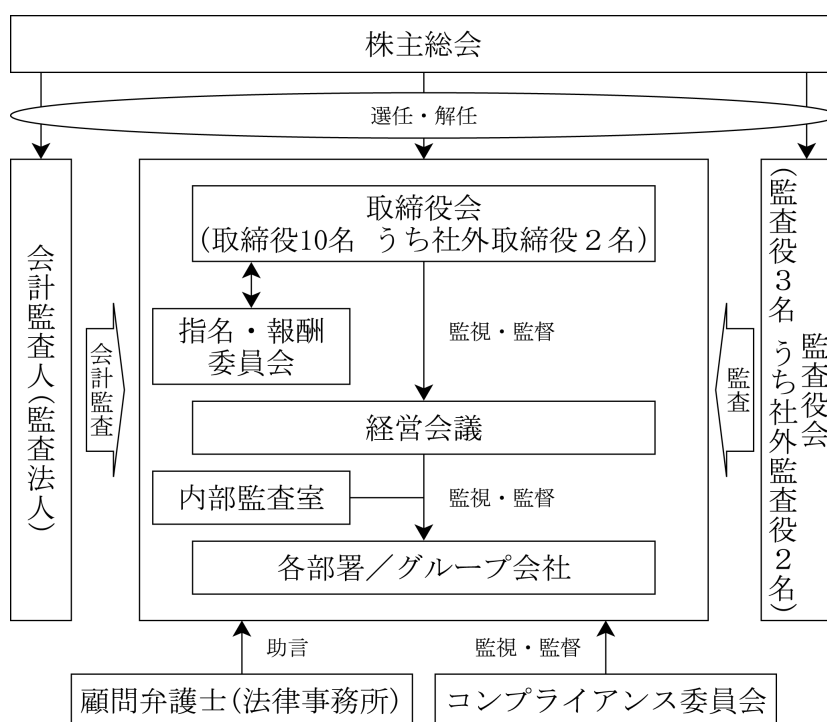 株主総会
選任・解任
会計監査人(監査法人)
会計監査
取締役会
(取締役10名 うち社外取締役２名)
指名・報酬
委員会
監視・監督
経営会議
内部監査室
監視・監督
各部署／グループ会社
監査
監査役会
(監査役３名 うち社外監査役２名)
助言
監視・監督
顧問弁護士(法律事務所)
コンプライアンス委員会